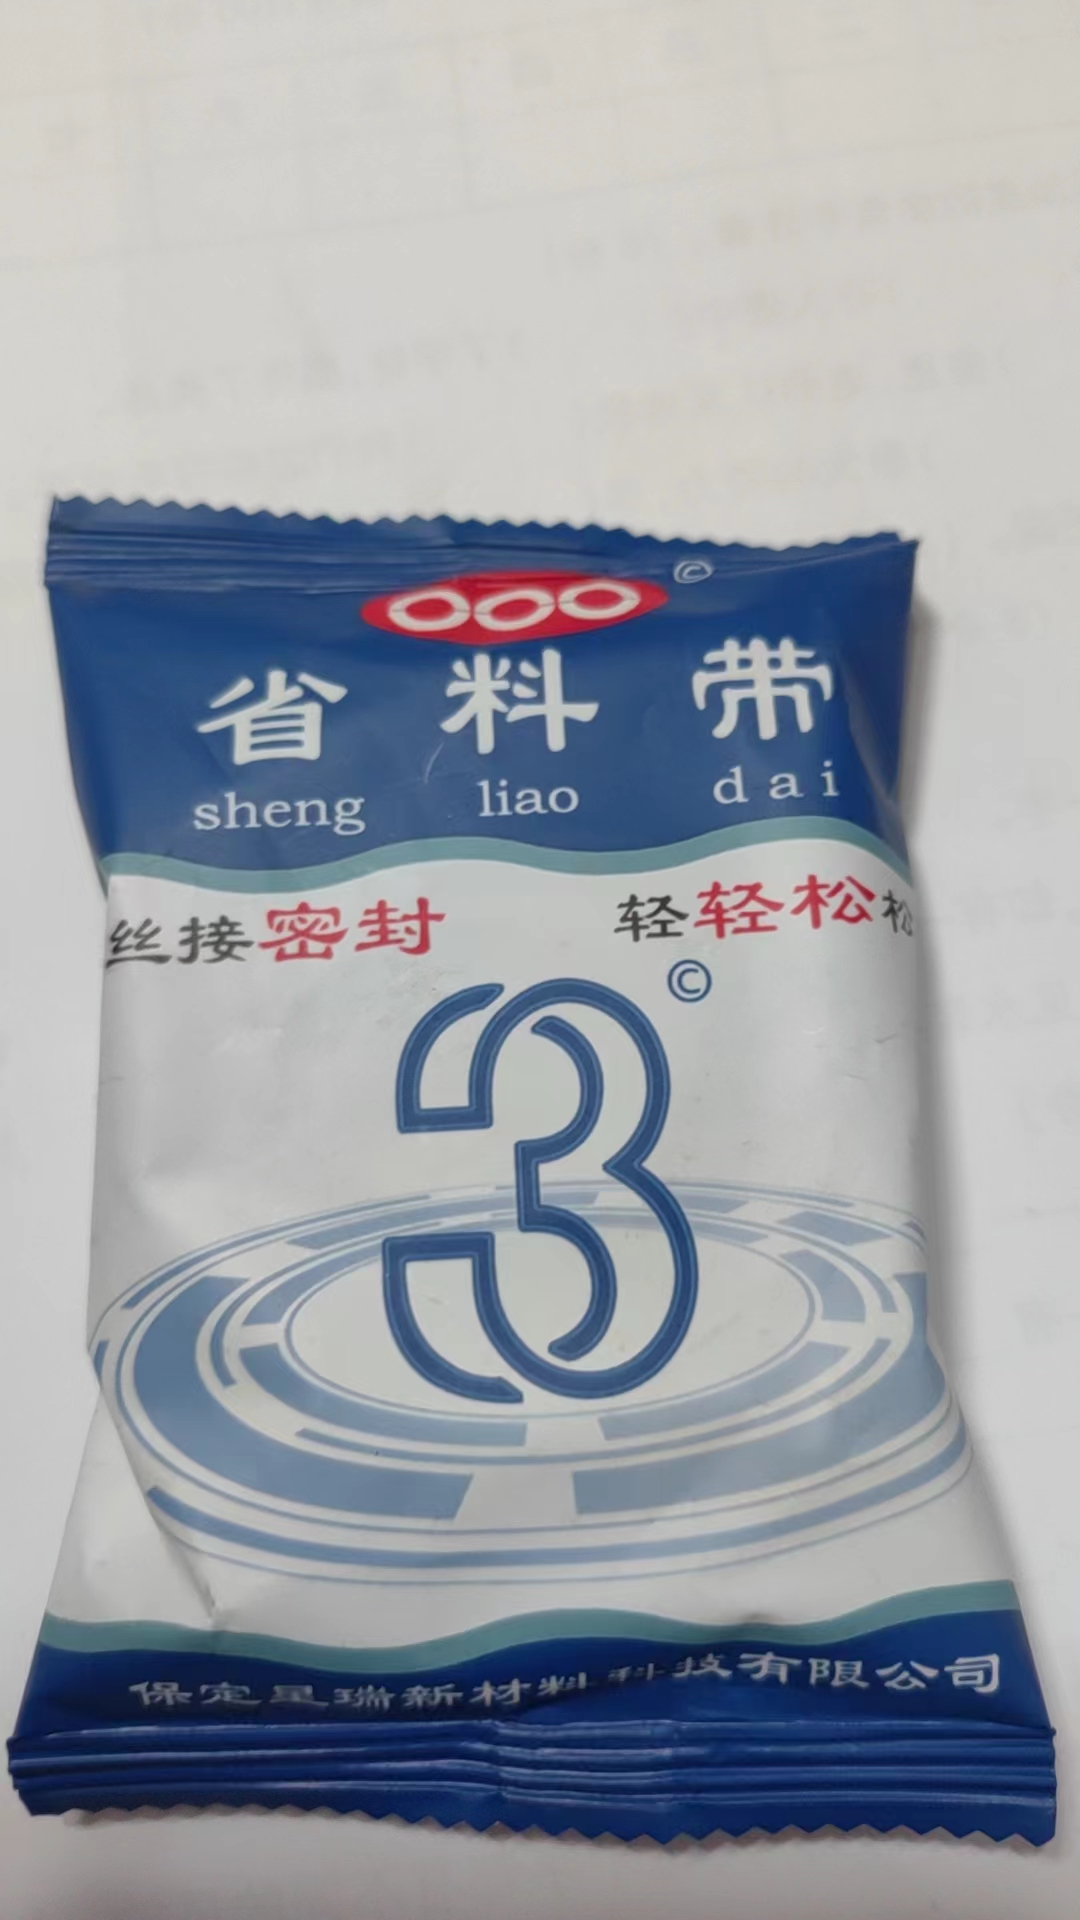 000 ©
省 料 带
sheng liao dai
丝接密封 轻轻松松
3 ©
保定星瑞新材料科技有限公司